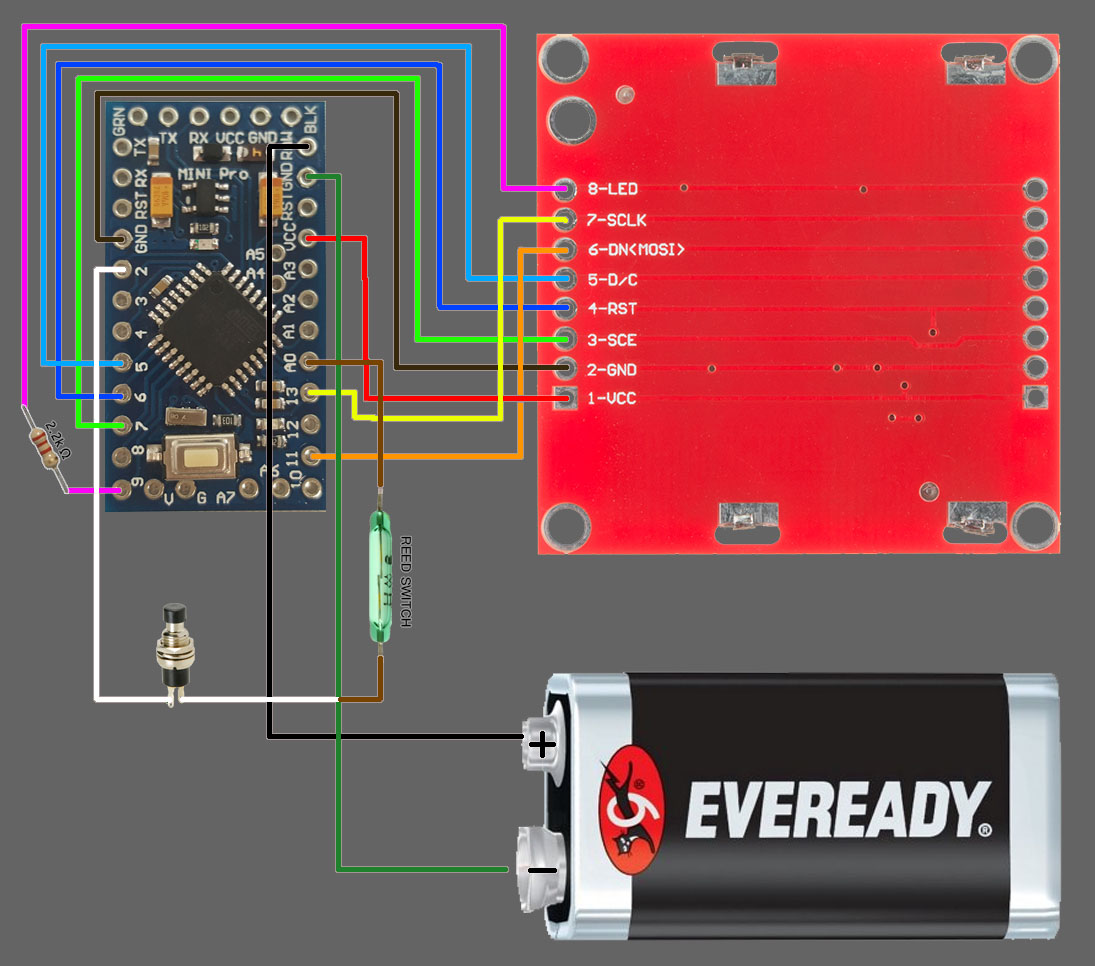 GRN
TX RX VCC GND
BLK
TX
RX
RST
GND
2
3
4
5
6
7
8
9
MINI Pro
RAW
GND
RST
VCC
A5
A4
A3
A2
A1
A0
13
12
11
10
A6
V G A7
2.2kΩ
REED SWITCH
8-LED
7-SCLK
6-DN<MOSI>
5-D/C
4-RST
3-SCE
2-GND
1-VCC
+
−
9
EVEREADY®